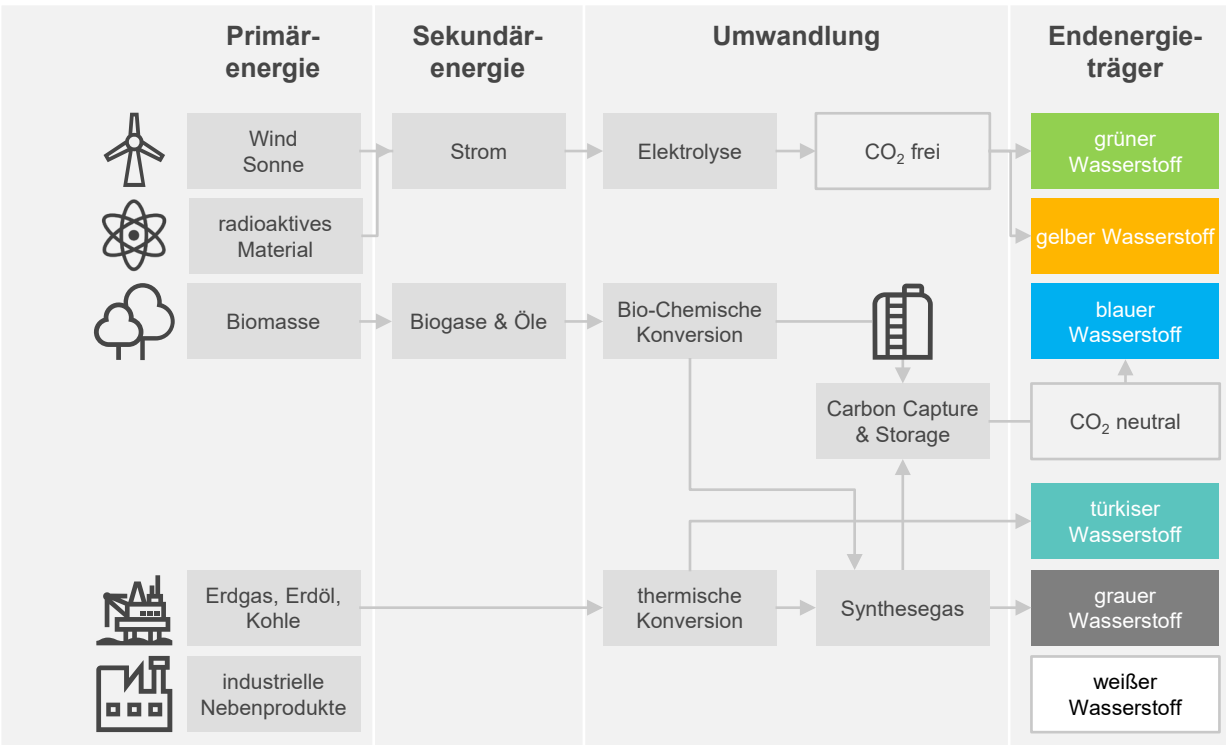 Primär-
energie
Sekundär-
energie
Umwandlung
Endenergie-
träger
Wind
Sonne
Strom
Elektrolyse
CO₂ frei
grüner
Wasserstoff
radioaktives
Material
gelber Wasserstoff
Biomasse
Biogase & Öle
Bio-Chemische
Konversion
blauer
Wasserstoff
Carbon Capture
& Storage
CO₂ neutral
türkiser
Wasserstoff
Erdgas, Erdöl,
Kohle
thermische
Konversion
Synthesegas
grauer
Wasserstoff
industrielle
Nebenprodukte
weißer
Wasserstoff